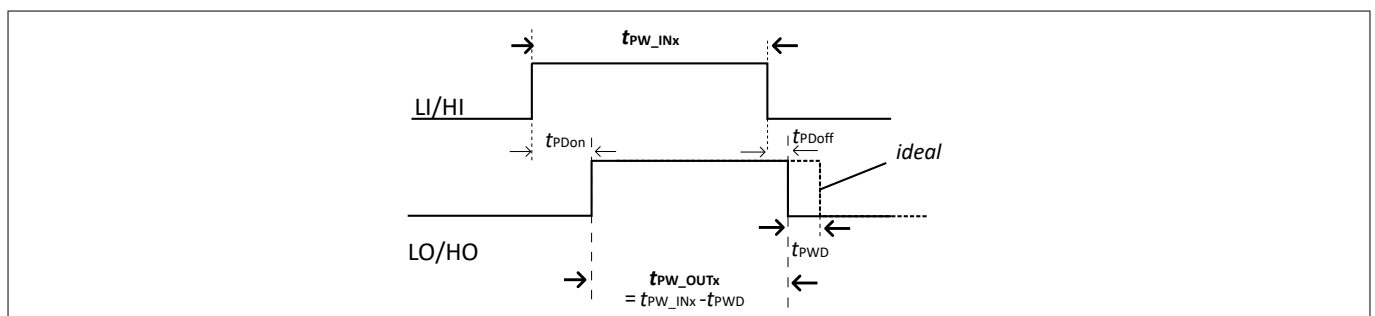 tPW_INx
LI/HI
tPDon
tPDoff
ideal
LO/HO
tPWD
tPW_OUTx
= tPW_INx -tPWD